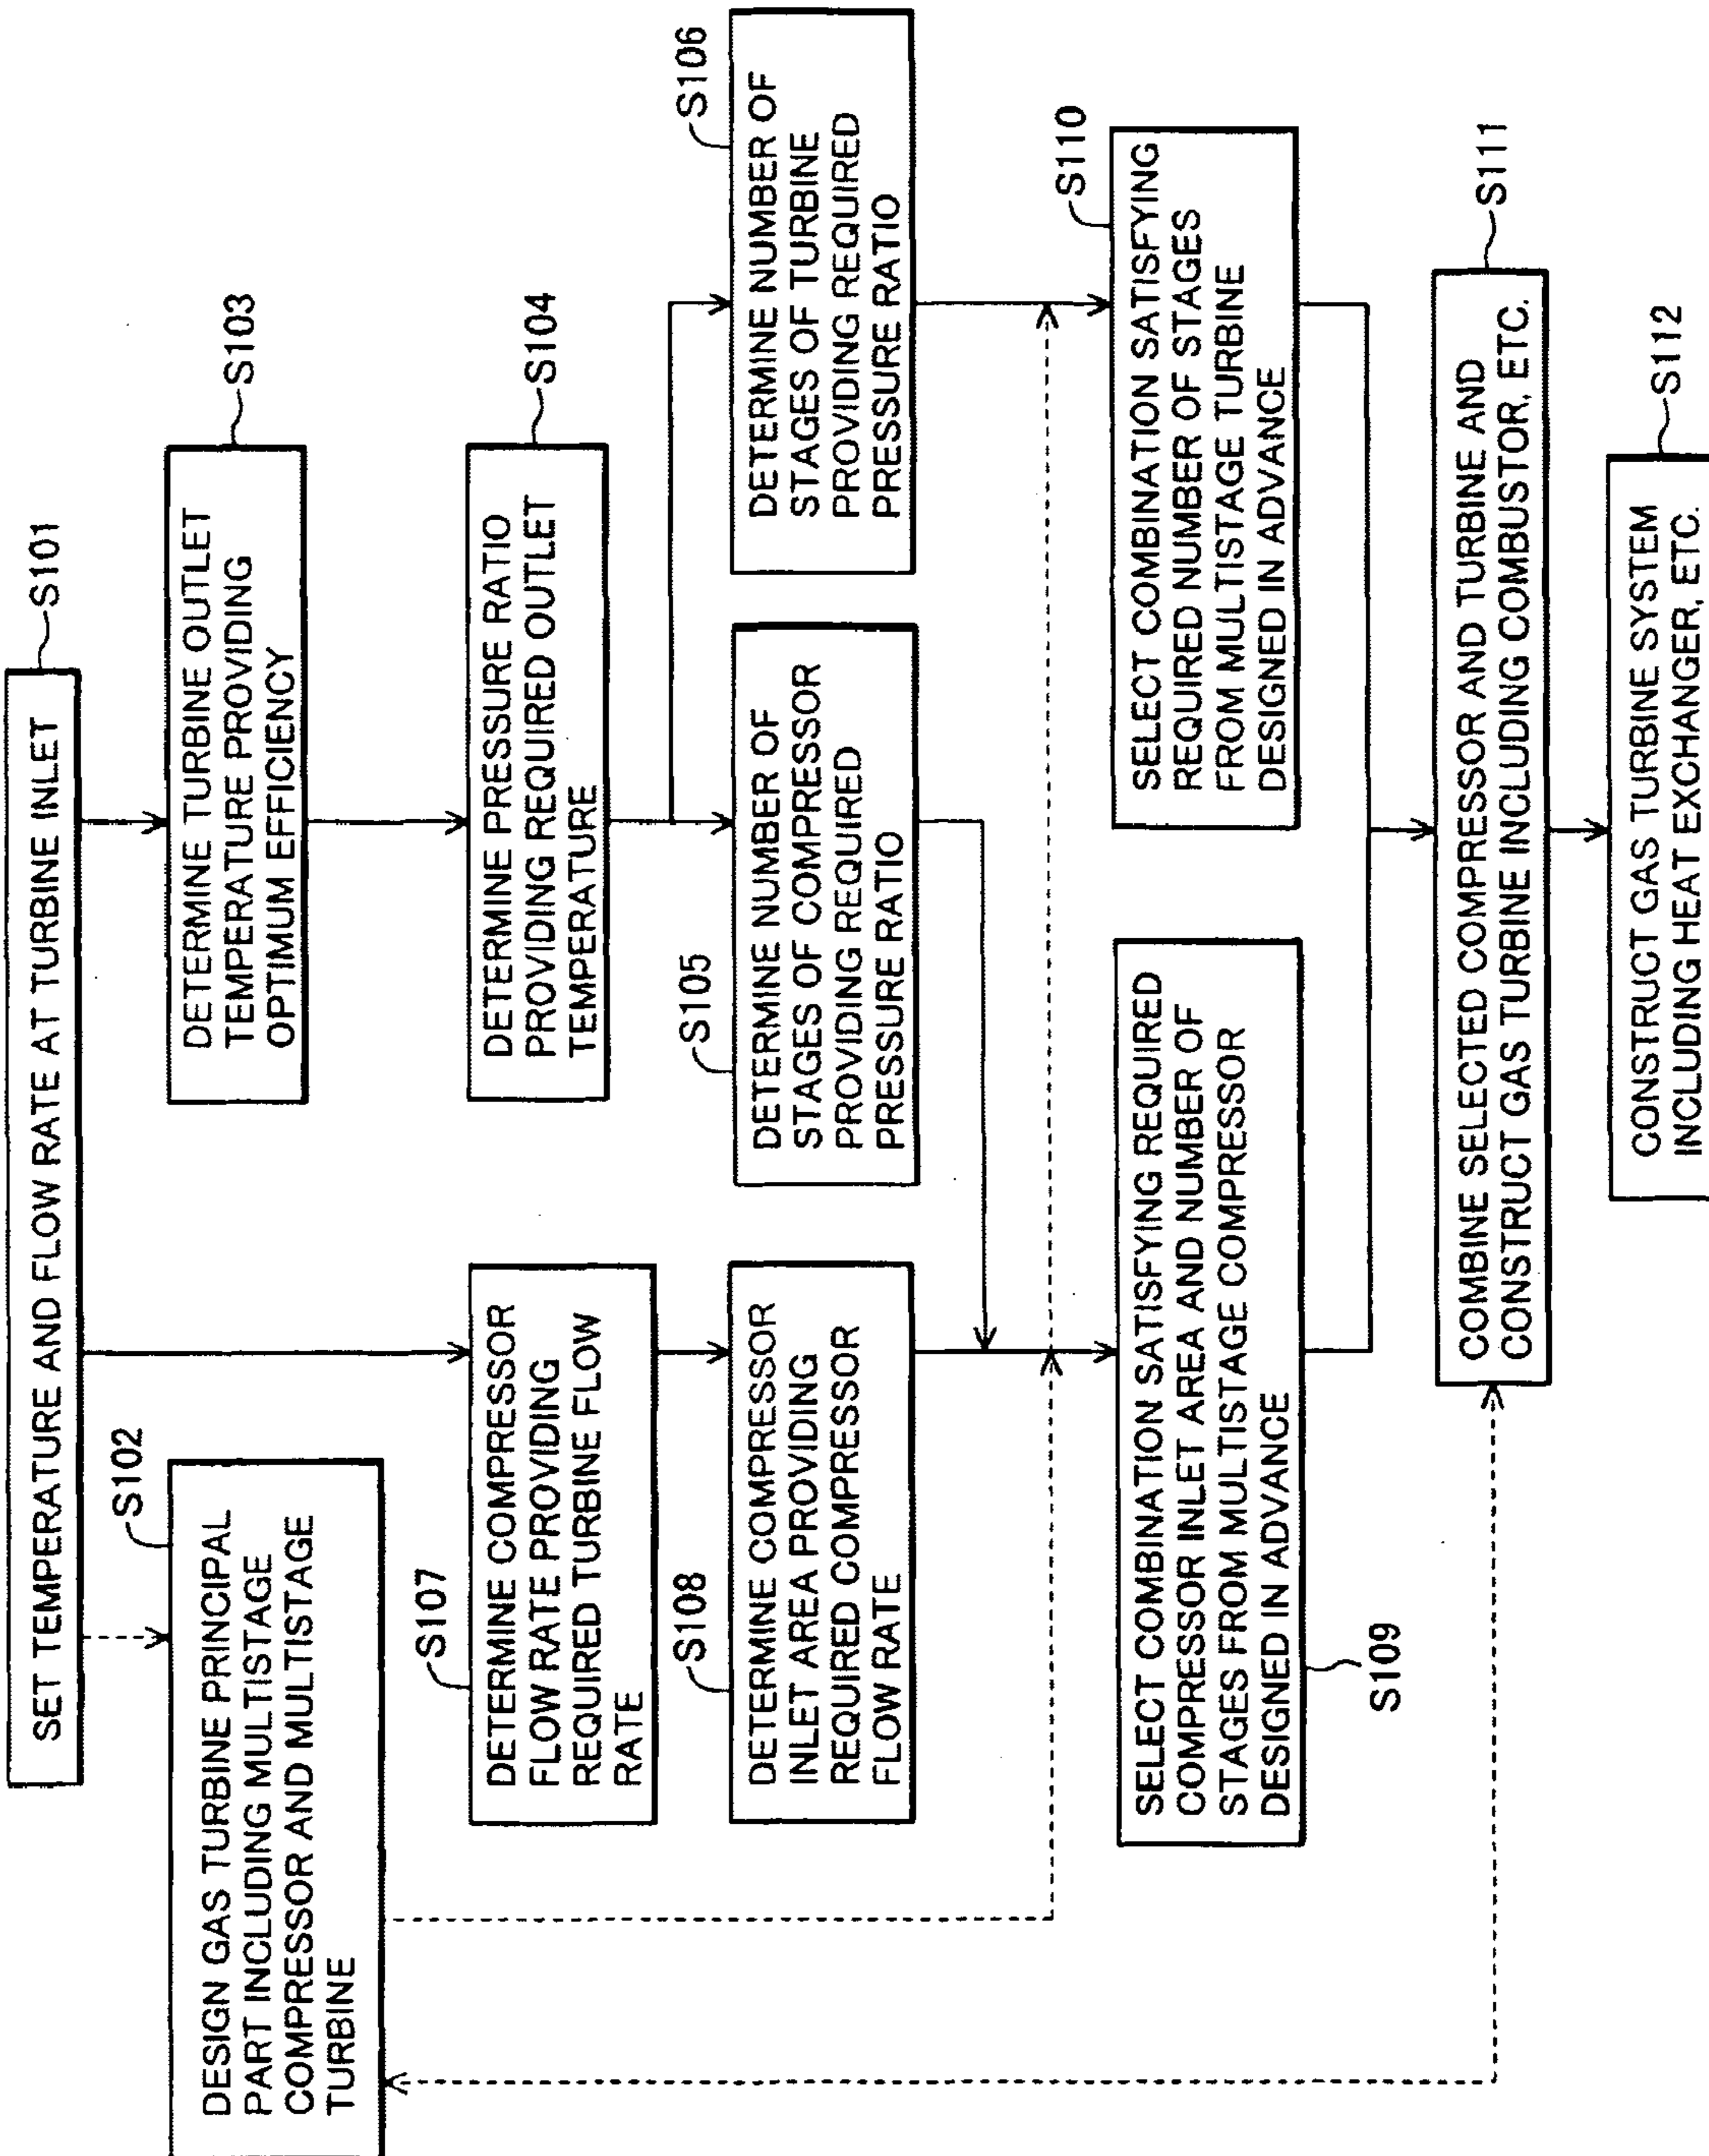 SET TEMPERATURE AND FLOW RATE AT TURBINE INLET
S101
DESIGN GAS TURBINE PRINCIPAL
PART INCLUDING MULTISTAGE
COMPRESSOR AND MULTISTAGE
TURBINE
S102
DETERMINE TURBINE OUTLET
TEMPERATURE PROVIDING
OPTIMUM EFFICIENCY
S103
DETERMINE PRESSURE RATIO
PROVIDING REQUIRED OUTLET
TEMPERATURE
S104
S107
DETERMINE COMPRESSOR
FLOW RATE PROVIDING
REQUIRED TURBINE FLOW
RATE
S108
DETERMINE COMPRESSOR
INLET AREA PROVIDING
REQUIRED COMPRESSOR
FLOW RATE
S105
DETERMINE NUMBER OF
STAGES OF COMPRESSOR
PROVIDING REQUIRED
PRESSURE RATIO
S106
DETERMINE NUMBER OF
STAGES OF TURBINE
PROVIDING REQUIRED
PRESSURE RATIO
SELECT COMBINATION SATISFYING REQUIRED
COMPRESSOR INLET AREA AND NUMBER OF
STAGES FROM MULTISTAGE COMPRESSOR
DESIGNED IN ADVANCE
S109
SELECT COMBINATION SATISFYING
REQUIRED NUMBER OF STAGES
FROM MULTISTAGE TURBINE
DESIGNED IN ADVANCE
S110
COMBINE SELECTED COMPRESSOR AND TURBINE AND
CONSTRUCT GAS TURBINE INCLUDING COMBUSTOR, ETC.
S111
CONSTRUCT GAS TURBINE SYSTEM
INCLUDING HEAT EXCHANGER, ETC.
S112